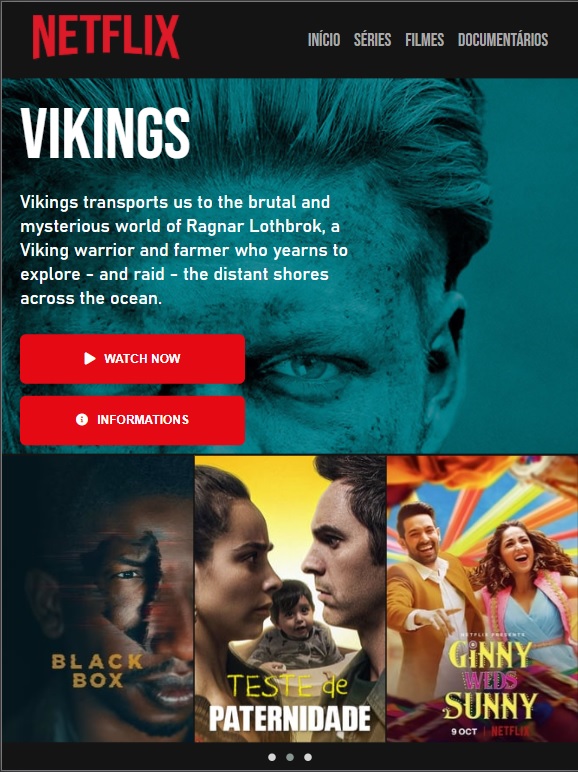 NETFLIX
INÍCIO SÉRIES FILMES DOCUMENTÁRIOS
VIKINGS
Vikings transports us to the brutal and
mysterious world of Ragnar Lothbrok, a
Viking warrior and farmer who yearns to
explore - and raid - the distant shores
across the ocean.
WATCH NOW
INFORMATIONS
BLACK
BOX
TESTE de
PATERNIDADE
NETFLIX PRESENTS
GiNNY
WEDS
SUNNY
9 OCT | NETFLIX